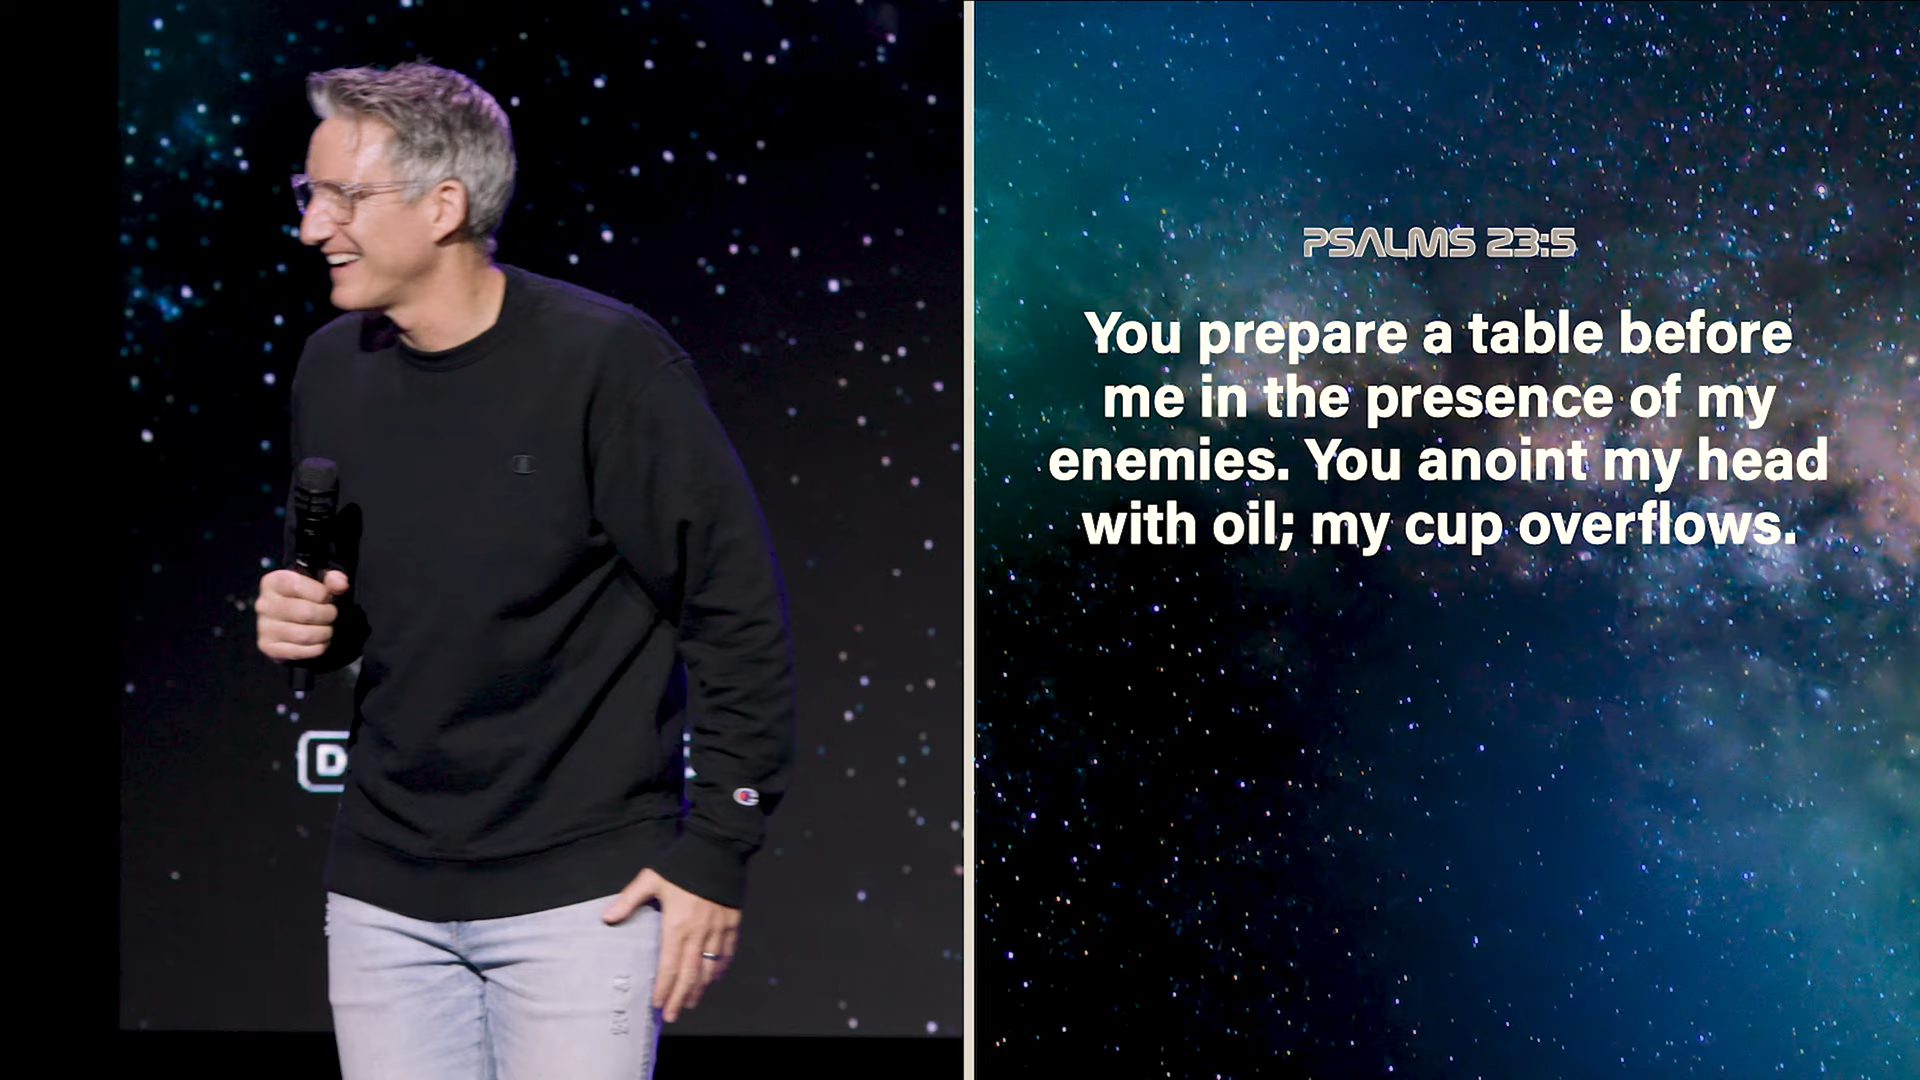 PSALMS 23:5
You prepare a table before
me in the presence of my
enemies. You anoint my head
with oil; my cup overflows.